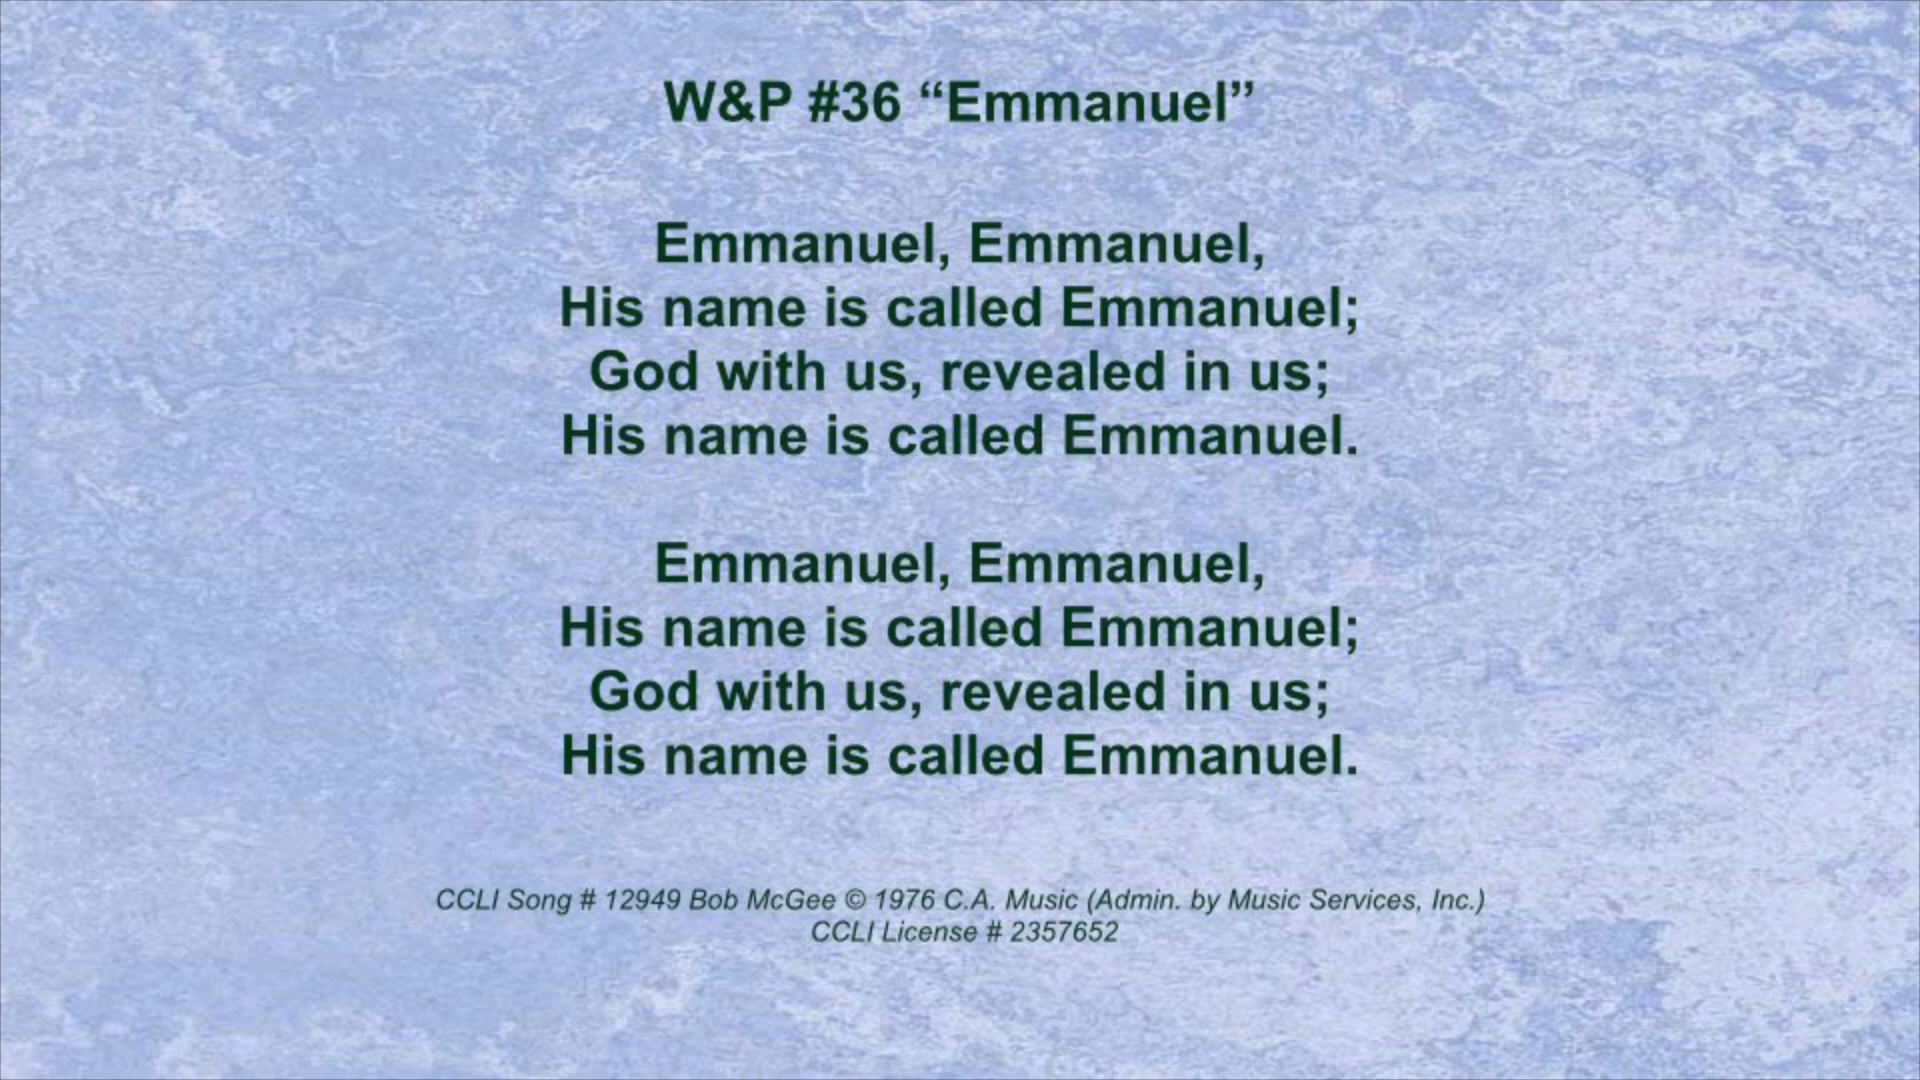 W&P #36 “Emmanuel”
Emmanuel, Emmanuel,
His name is called Emmanuel;
God with us, revealed in us;
His name is called Emmanuel.
Emmanuel, Emmanuel,
His name is called Emmanuel;
God with us, revealed in us;
His name is called Emmanuel.
CCLI Song # 12949 Bob McGee © 1976 C.A. Music (Admin. by Music Services, Inc.)
CCLI License # 2357652